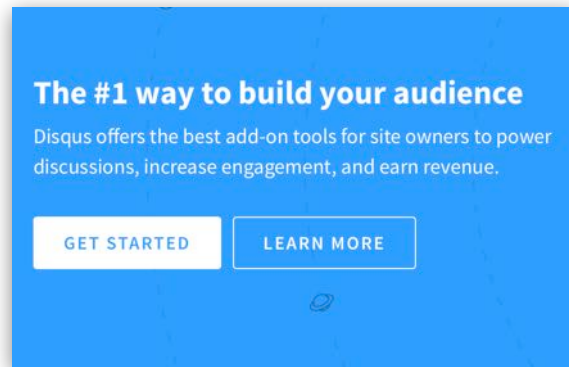 The #1 way to build your audience
Disqus offers the best add-on tools for site owners to power
discussions, increase engagement, and earn revenue.
GET STARTED
LEARN MORE